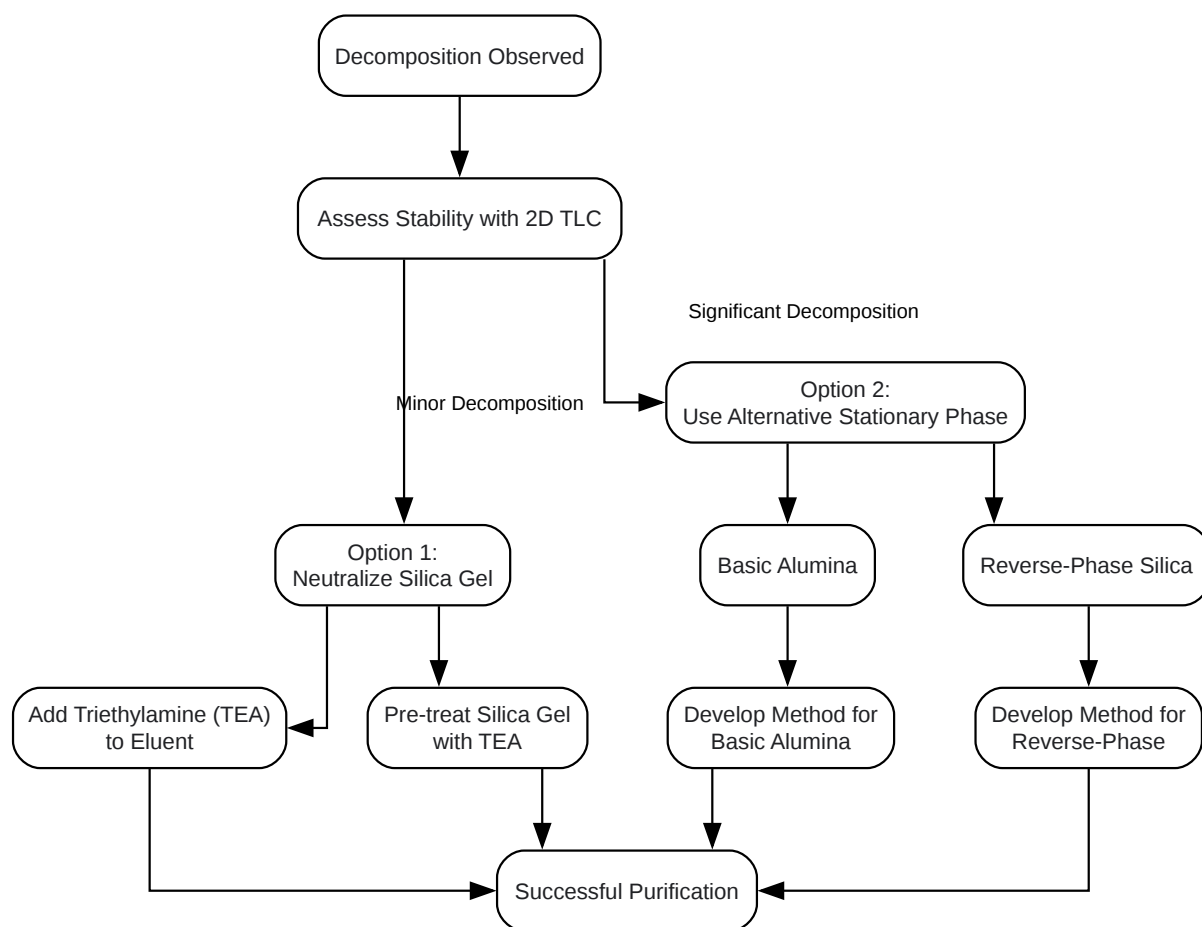 Decomposition Observed
Assess Stability with 2D TLC
Significant Decomposition
Minor Decomposition
Option 2:
Use Alternative Stationary Phase
Option 1:
Neutralize Silica Gel
Basic Alumina
Reverse-Phase Silica
Add Triethylamine (TEA)
to Eluent
Pre-treat Silica Gel
with TEA
Develop Method for
Basic Alumina
Develop Method for
Reverse-Phase
Successful Purification